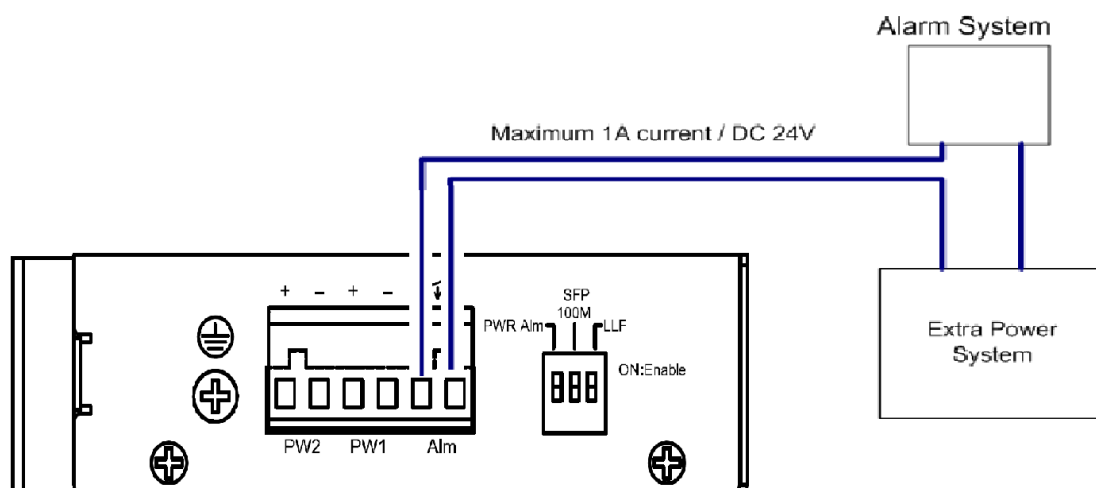 Alarm System
Maximum 1A current / DC 24V
+ − + −
SFP
100M
PWR Alm
LLF
Extra Power
System
ON:Enable
PW2 PW1 Alm